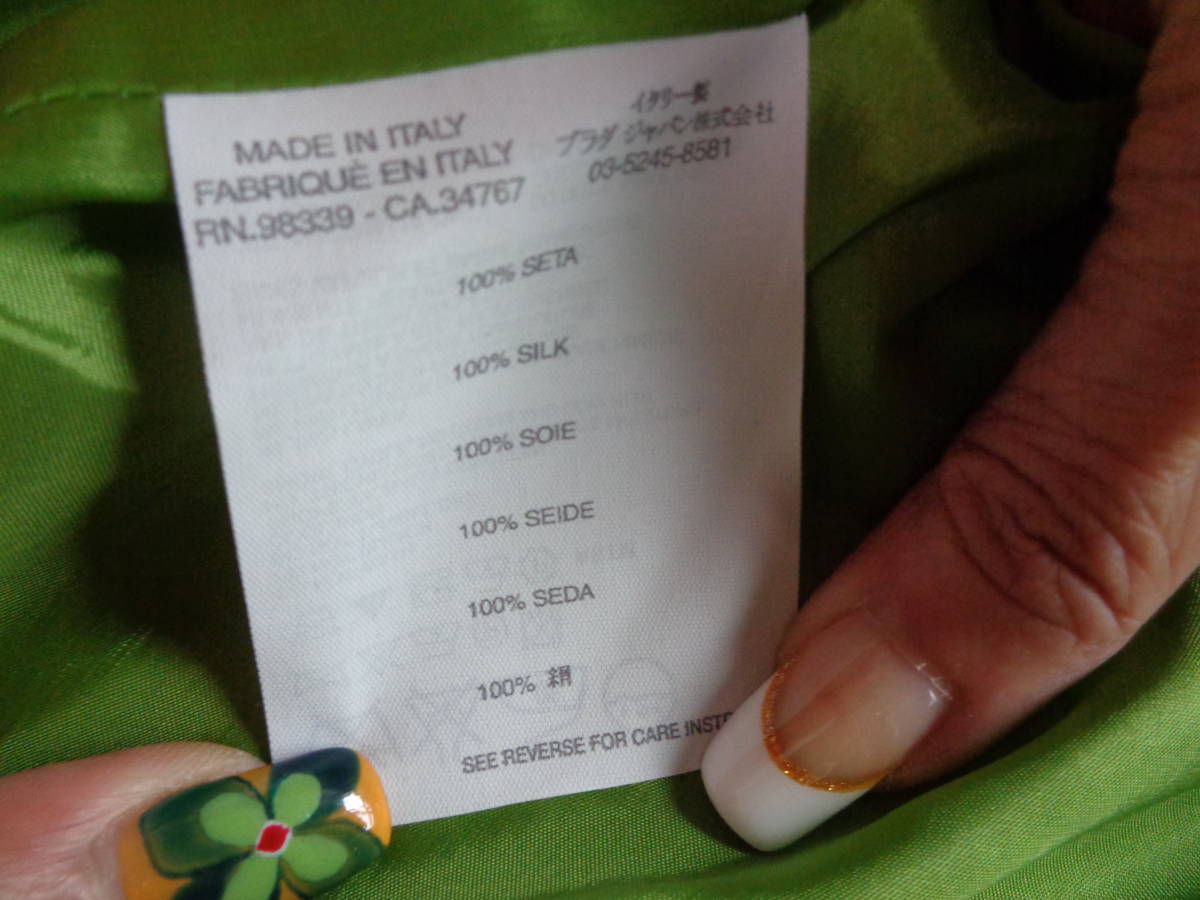 MADE IN ITALY
FABRIQUÉ EN ITALY
RN.98339 - CA.34767
イタリー製
プラダ ジャパン株式会社
03-5245-8581
100% SETA
100% SILK
100% SOIE
100% SEIDE
100% SEDA
100% 絹
SEE REVERSE FOR CARE